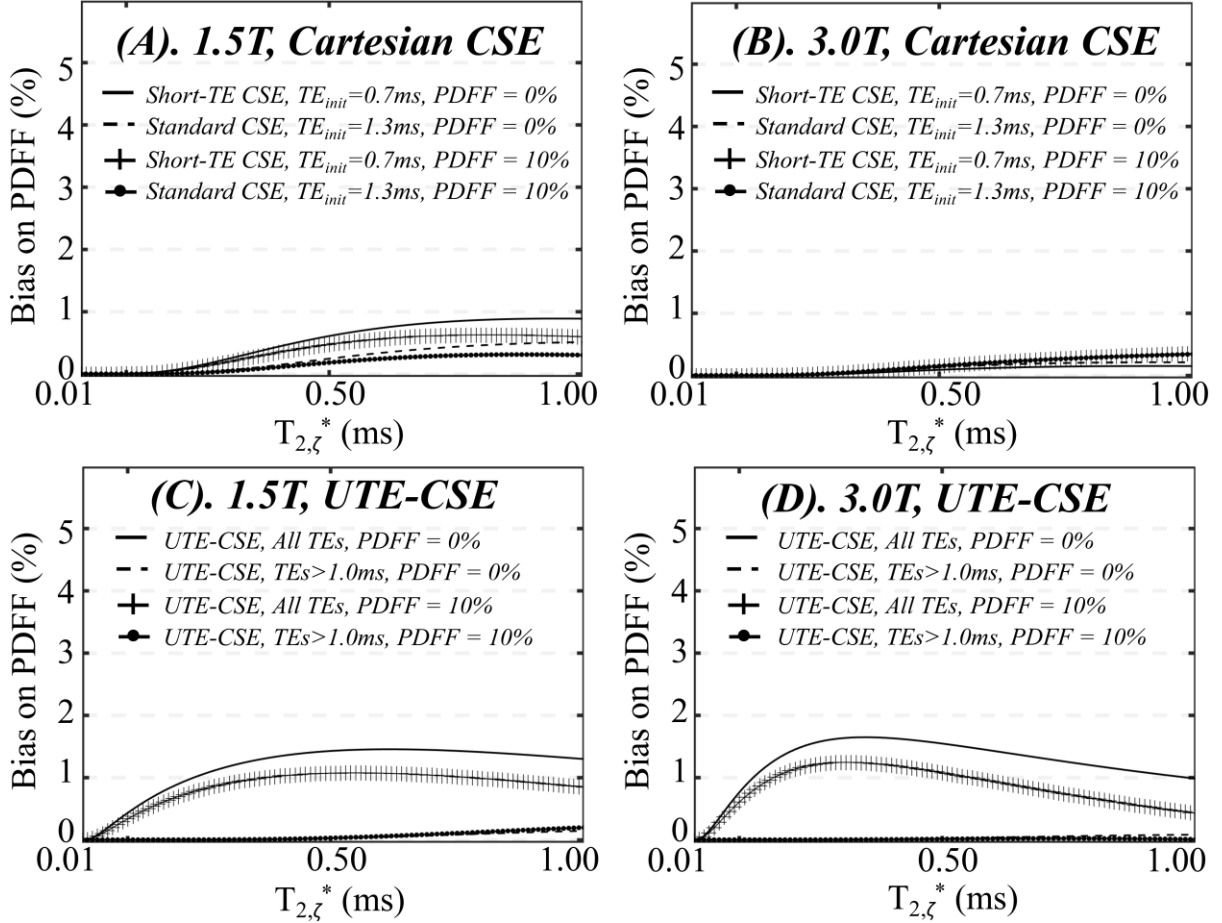 (A). 1.5T, Cartesian CSE
Bias on PDFF (%)
5
4
3
2
1
0
Short-TE CSE, TEinit=0.7ms, PDFF = 0%
Standard CSE, TEinit=1.3ms, PDFF = 0%
Short-TE CSE, TEinit=0.7ms, PDFF = 10%
Standard CSE, TEinit=1.3ms, PDFF = 10%
0.01 0.50 1.00
T2,ζ* (ms)
(B). 3.0T, Cartesian CSE
Bias on PDFF (%)
5
4
3
2
1
0
Short-TE CSE, TEinit=0.7ms, PDFF = 0%
Standard CSE, TEinit=1.3ms, PDFF = 0%
Short-TE CSE, TEinit=0.7ms, PDFF = 10%
Standard CSE, TEinit=1.3ms, PDFF = 10%
0.01 0.50 1.00
T2,ζ* (ms)
(C). 1.5T, UTE-CSE
Bias on PDFF (%)
5
4
3
2
1
0
UTE-CSE, All TEs, PDFF = 0%
UTE-CSE, TEs>1.0ms, PDFF = 0%
UTE-CSE, All TEs, PDFF = 10%
UTE-CSE, TEs>1.0ms, PDFF = 10%
0.01 0.50 1.00
T2,ζ* (ms)
(D). 3.0T, UTE-CSE
Bias on PDFF (%)
5
4
3
2
1
0
UTE-CSE, All TEs, PDFF = 0%
UTE-CSE, TEs>1.0ms, PDFF = 0%
UTE-CSE, All TEs, PDFF = 10%
UTE-CSE, TEs>1.0ms, PDFF = 10%
0.01 0.50 1.00
T2,ζ* (ms)